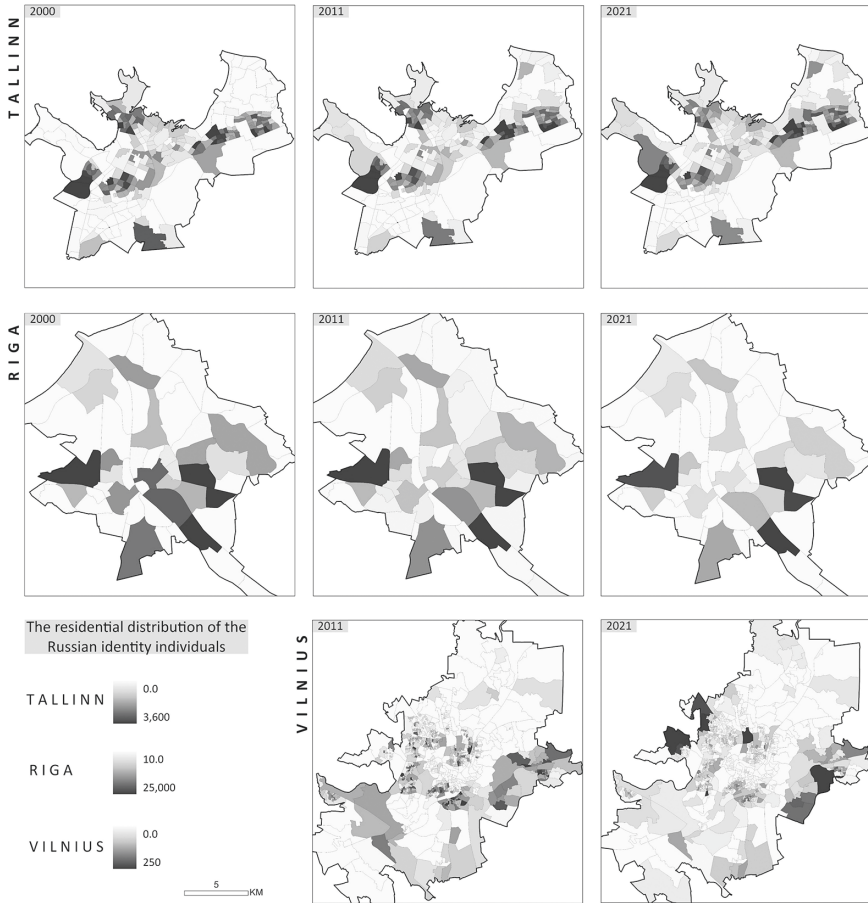 TALLINN
2000
2011
2021
RIGA
2000
2011
2021
The residential distribution of the
Russian identity individuals
TALLINN
0.0
3,600
RIGA
10.0
25,000
VILNIUS
0.0
250
5
KM
VILNIUS
2011
2021